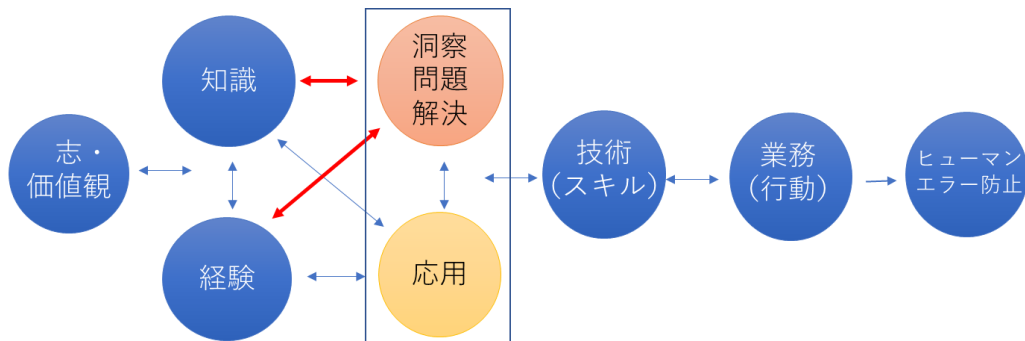 志・
価値観
知識
経験
洞察
問題
解決
応用
技術
(スキル)
業務
(行動)
ヒューマン
エラー防止